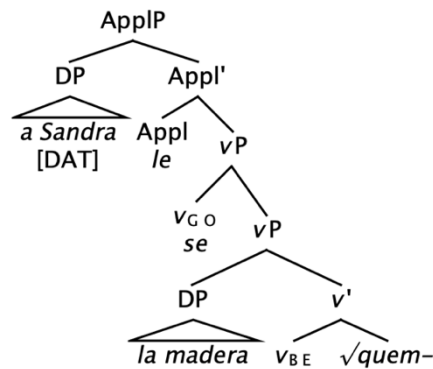 ApplP
DP Appl'
a Sandra Appl vP
[DAT] le
vGO vP
se
DP v'
la madera vBE √quem-